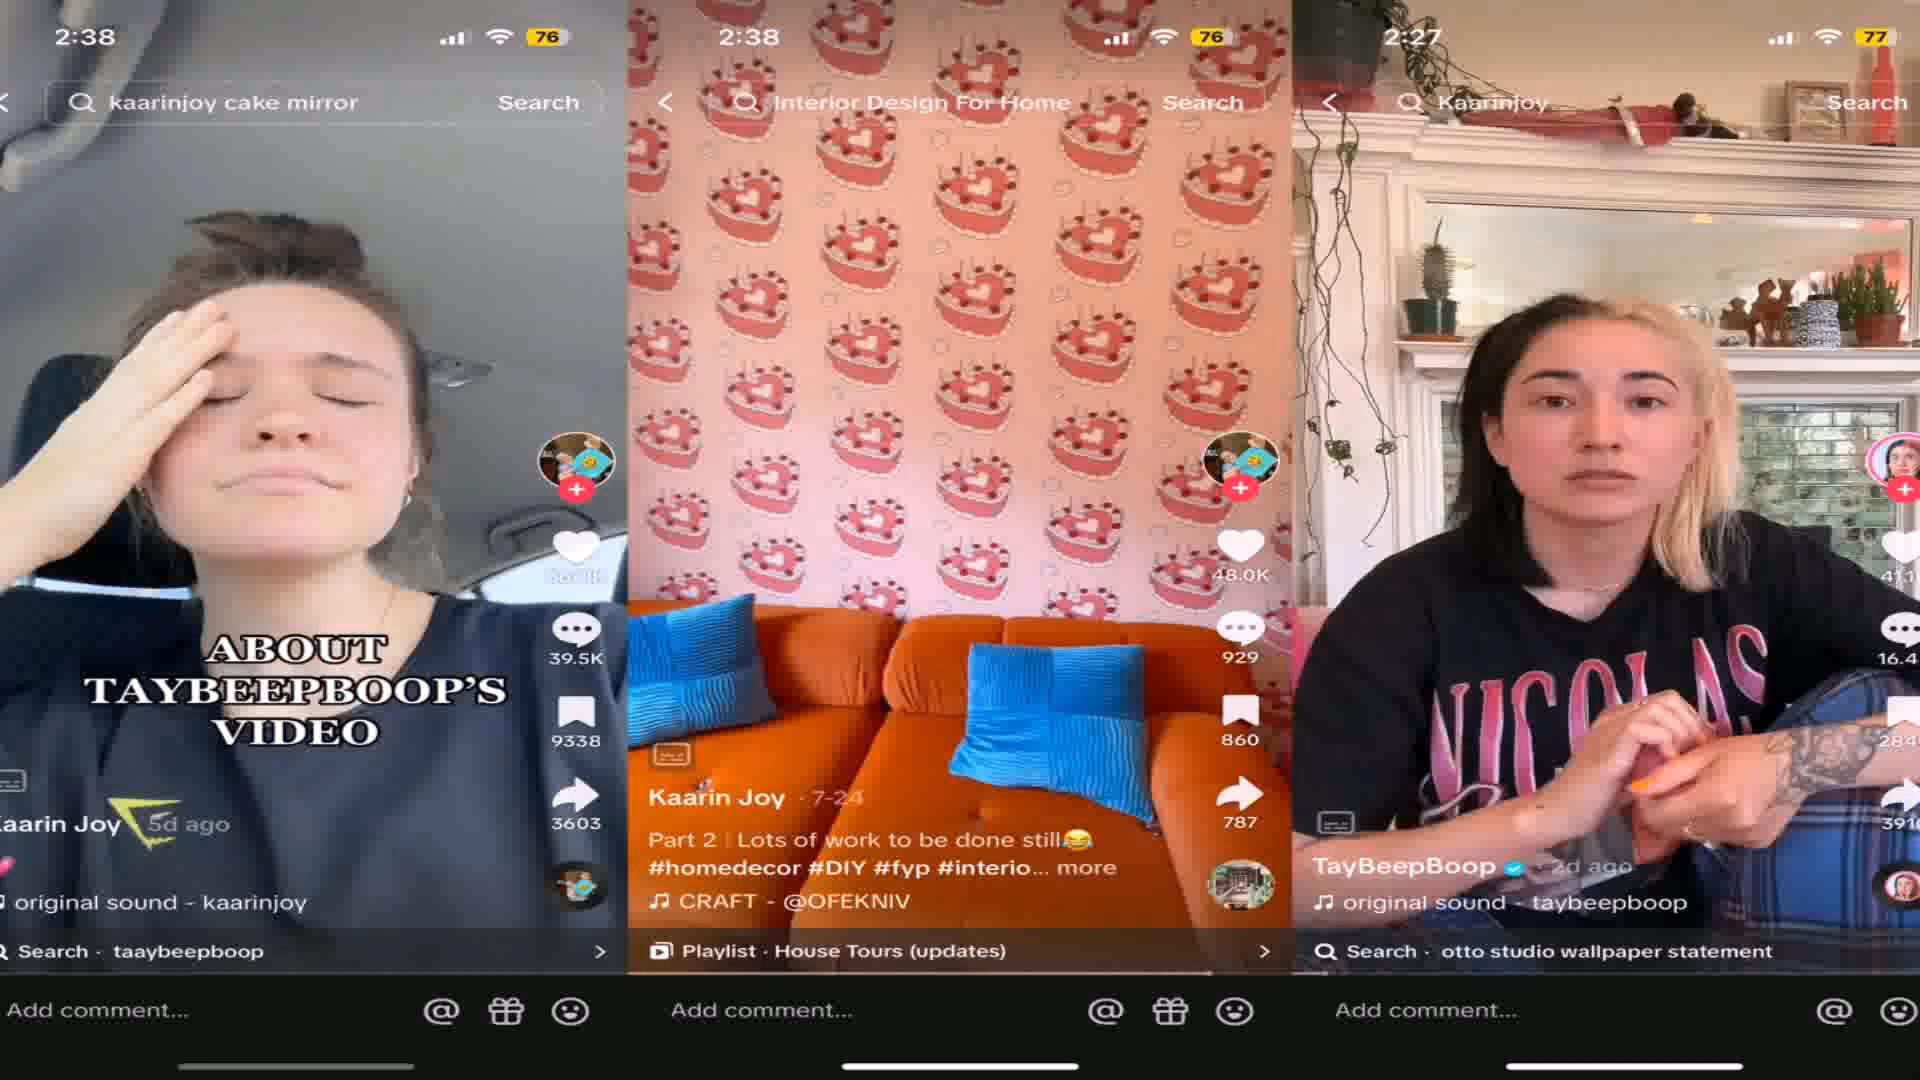 2:38
76
kaarinjoy cake mirror
Search
ABOUT
TAYBEEPBOOP'S
VIDEO
39.5K
9338
3603
Kaarin Joy
5d ago
original sound - kaarinjoy
Search · taaybeepboop
Add comment...
2:38
76
Interior Design For Home
Search
48.0K
929
860
787
Kaarin Joy · 7-24
Part 2 | Lots of work to be done still😂
#homedecor #DIY #fyp #interio... more
CRAFT - @OFEKNIV
Playlist · House Tours (updates)
Add comment...
2:27
77
Kaarinjoy
Search
NICOLAS
16.4
TayBeepBoop · 2d ago
original sound - taybeepboop
Search · otto studio wallpaper statement
Add comment...